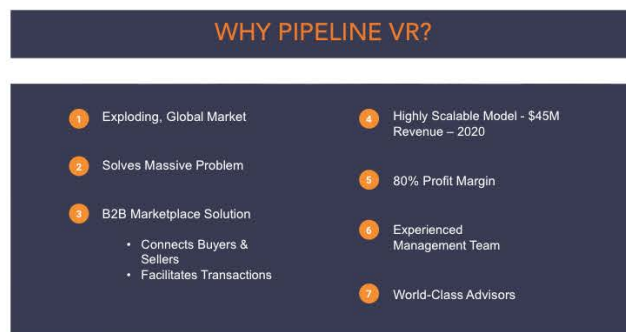 WHY PIPELINE VR?
1 Exploding, Global Market
2 Solves Massive Problem
3 B2B Marketplace Solution
• Connects Buyers &
Sellers
• Facilitates Transactions
4 Highly Scalable Model - $45M
Revenue – 2020
5 80% Profit Margin
6 Experienced
Management Team
7 World-Class Advisors